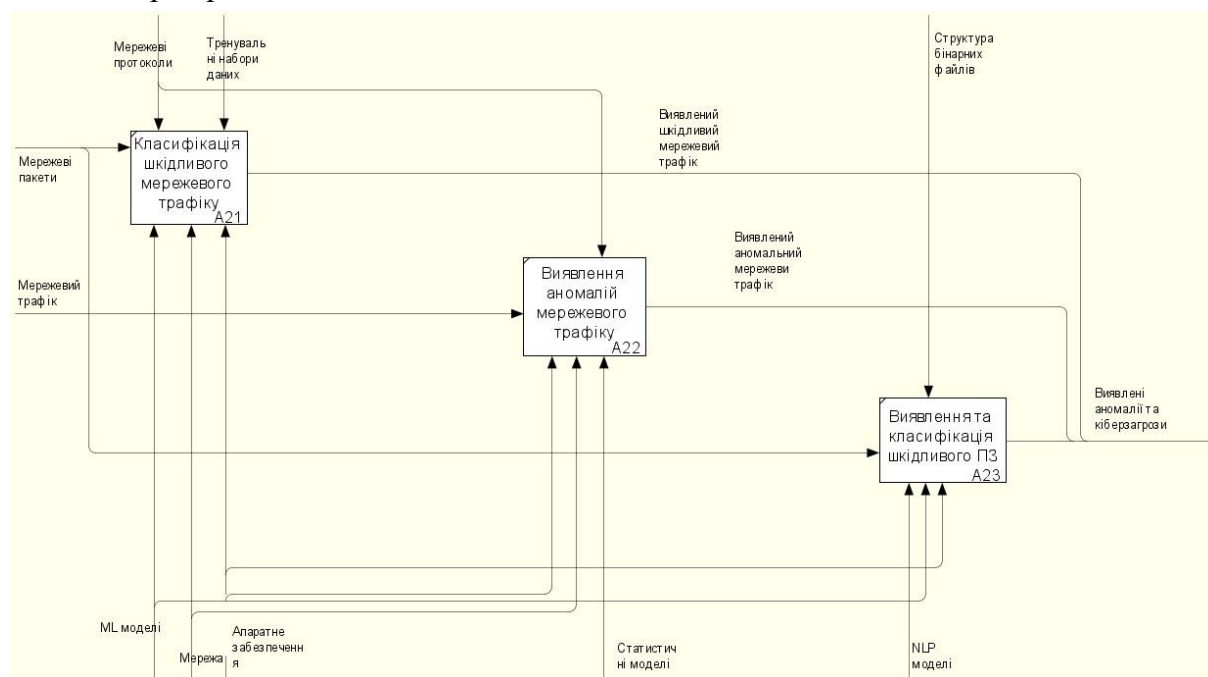 Мережеві
протоколи
Тренуваль
ні набори
даних
Структура
бінарних
файлів
Виявлений
шкідливий
мережевий
трафік
Класифікація
шкідливого
мережевого
трафіку
A21
Мережеві
пакети
Виявлений
аномальний
мережеви
трафік
Мережевий
трафік
Виявлення
аномалій
мережевого
трафіку
A22
Виявлені
аномалії та
кіберзагрози
Виявлення та
класифікація
шкідливого ПЗ
A23
ML моделі
Мережа
Апаратне
забезпеченн
я
Статистич
ні моделі
NLP
моделі